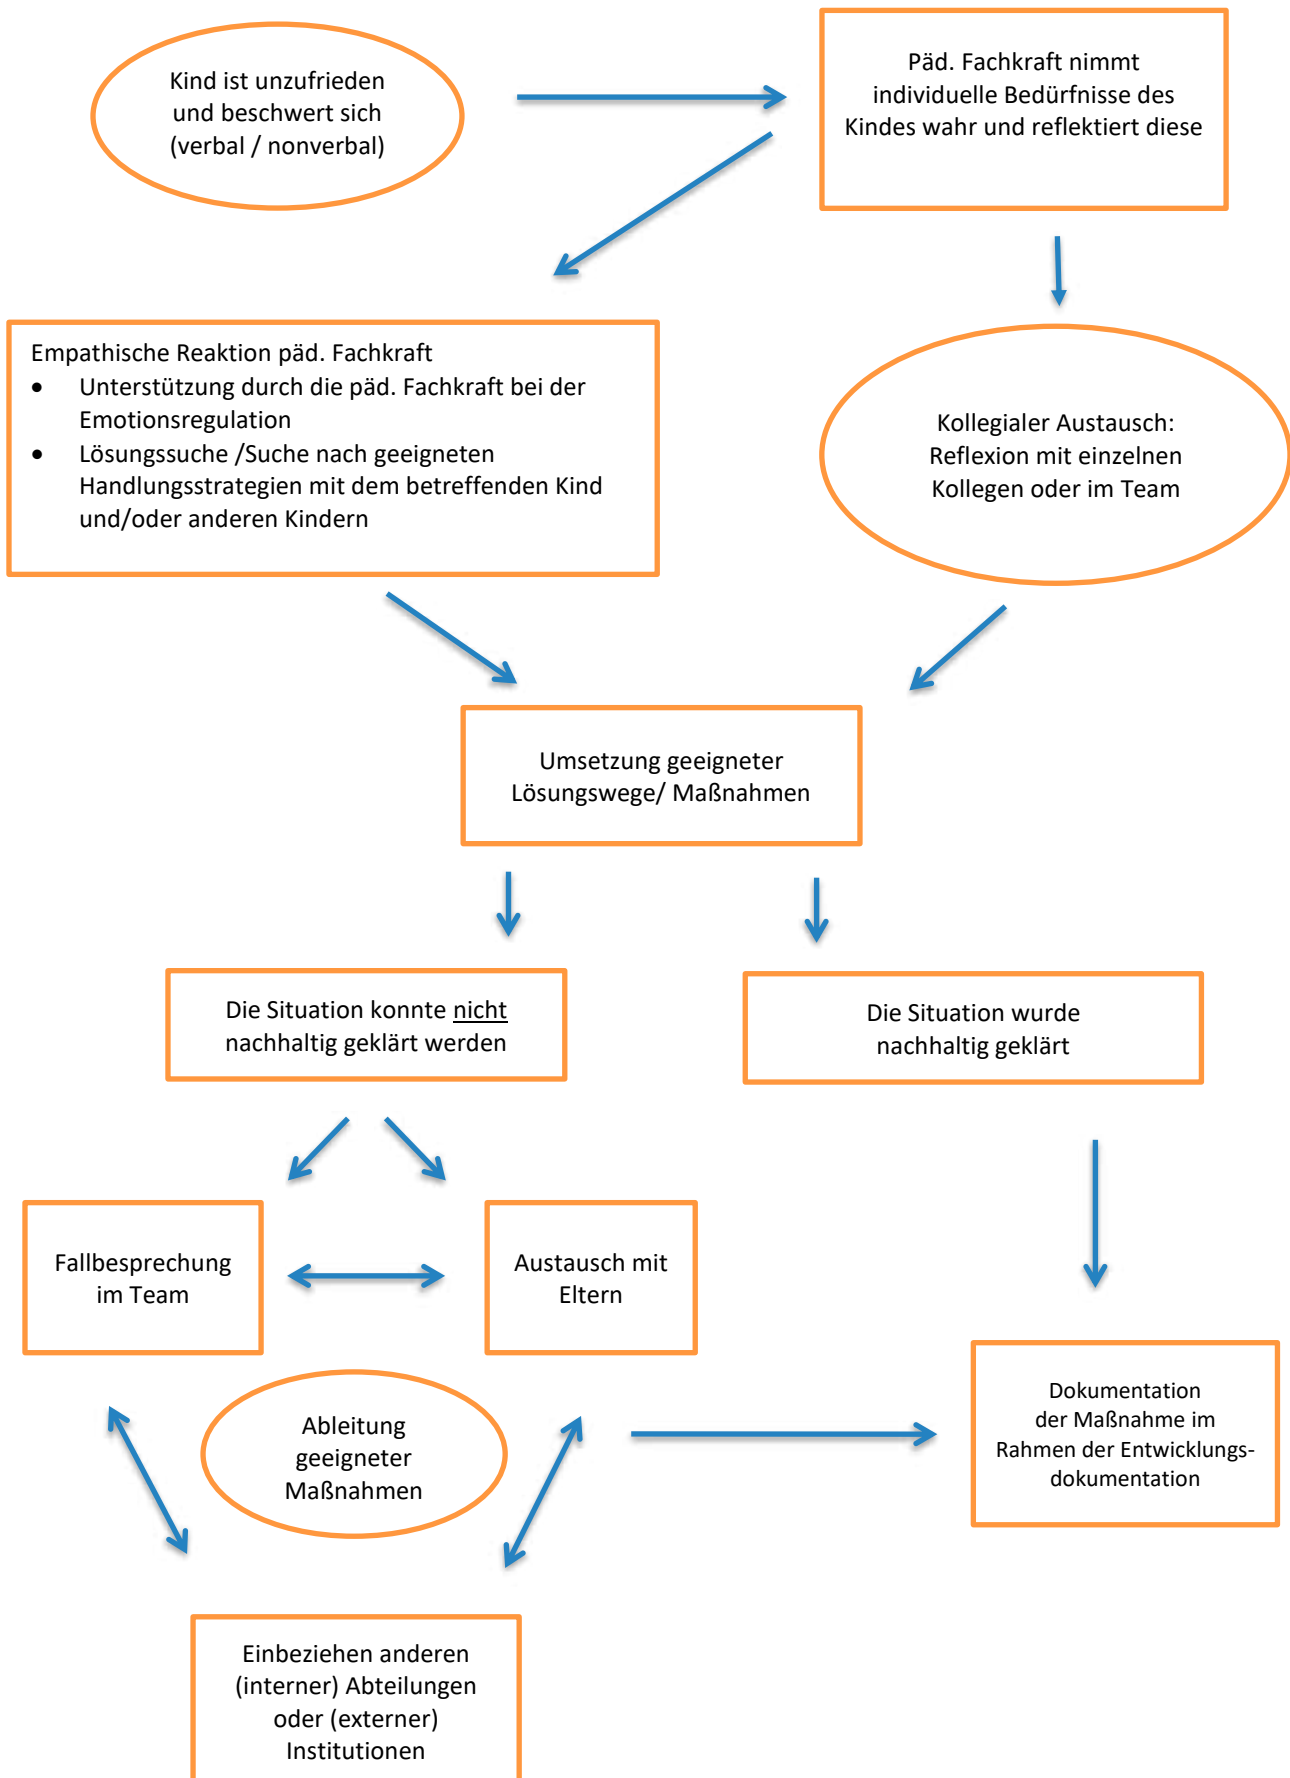 Kind ist unzufrieden
und beschwert sich
(verbal / nonverbal)
Päd. Fachkraft nimmt
individuelle Bedürfnisse des
Kindes wahr und reflektiert diese
Empathische Reaktion päd. Fachkraft
• Unterstützung durch die päd. Fachkraft bei der
Emotionsregulation
• Lösungssuche /Suche nach geeigneten
Handlungsstrategien mit dem betreffenden Kind
und/oder anderen Kindern
Kollegialer Austausch:
Reflexion mit einzelnen
Kollegen oder im Team
Umsetzung geeigneter
Lösungswege/ Maßnahmen
Die Situation konnte nicht
nachhaltig geklärt werden
Die Situation wurde
nachhaltig geklärt
Fallbesprechung
im Team
Austausch mit
Eltern
Ableitung
geeigneter
Maßnahmen
Dokumentation
der Maßnahme im
Rahmen der Entwicklungs-
dokumentation
Einbeziehen anderen
(interner) Abteilungen
oder (externer)
Institutionen